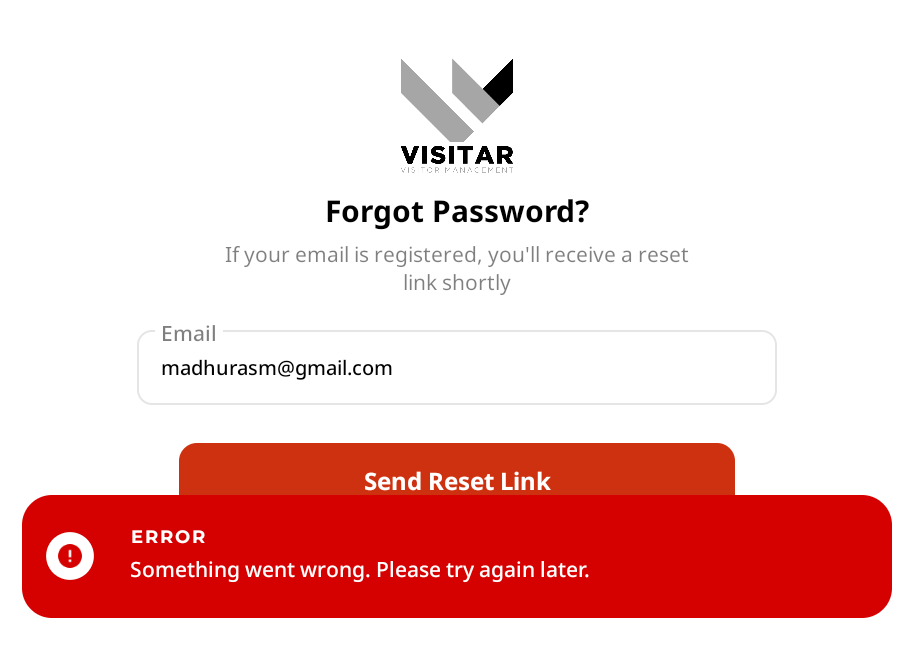 VISITAR
VISITOR MANAGEMENT
Forgot Password?
If your email is registered, you'll receive a reset
link shortly
Email
madhurasm@gmail.com
Send Reset Link
ERROR
Something went wrong. Please try again later.